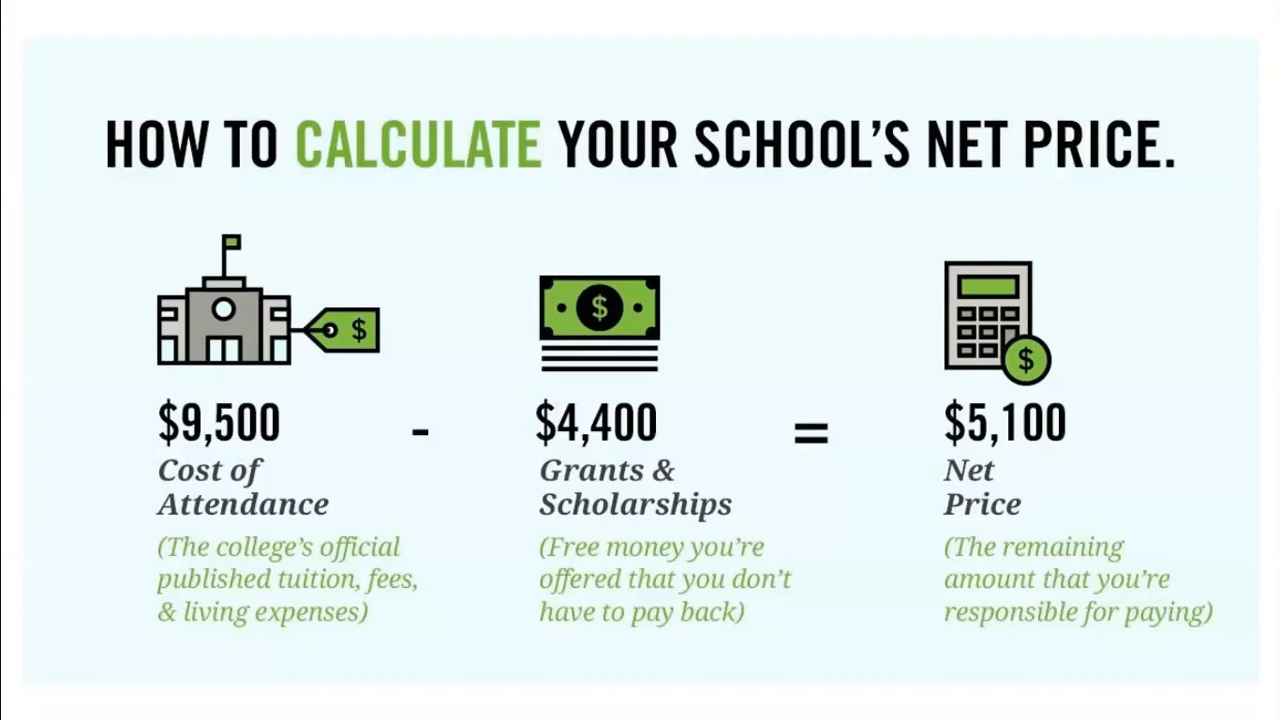 HOW TO CALCULATE YOUR SCHOOL'S NET PRICE.
$
$
$
$9,500 - $4,400 = $5,100
Cost of
Attendance
(The college's official
published tuition, fees,
& living expenses)
Grants &
Scholarships
(Free money you're
offered that you don't
have to pay back)
Net
Price
(The remaining
amount that you're
responsible for paying)